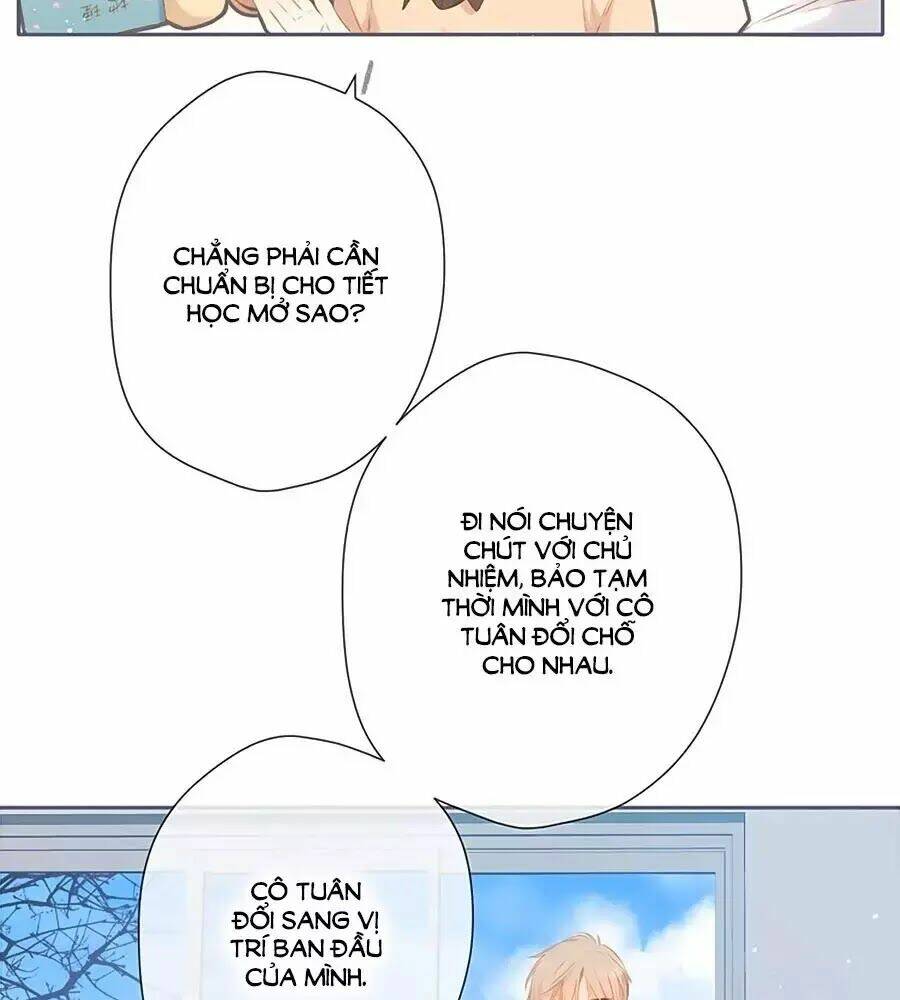 CHẲNG PHẢI CẦN
CHUẨN BỊ CHO TIẾT
HỌC MỞ SAO?
ĐI NÓI CHUYỆN
CHÚT VỚI CHỦ
NHIỆM, BẢO TẠM
THỜI MÌNH VỚI CÔ
TUÂN ĐỔI CHỖ
CHO NHAU.
CÔ TUÂN
ĐỔI SANG VỊ
TRÍ BAN ĐẦU
CỦA MÌNH.